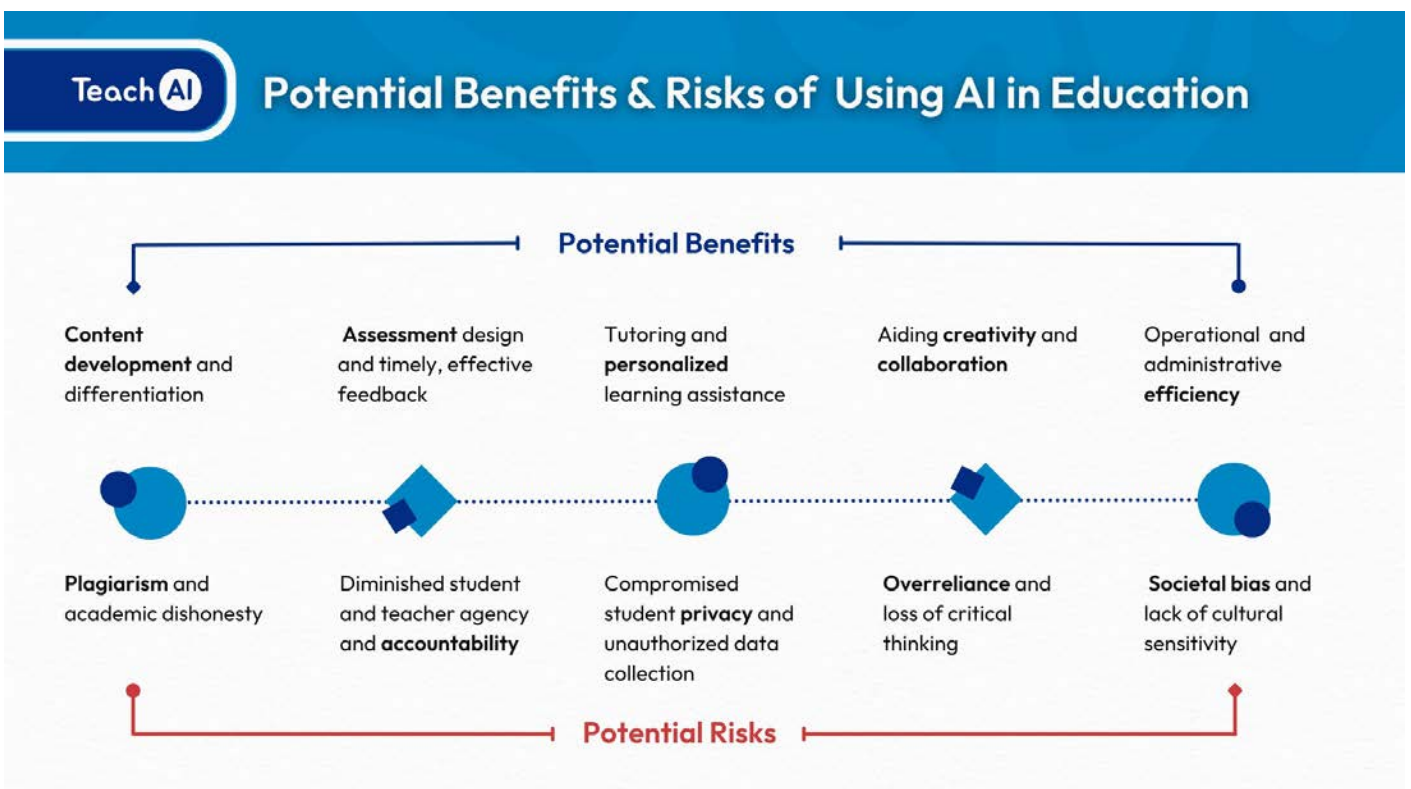 Teach AI
Potential Benefits & Risks of Using AI in Education
Potential Benefits
Content
development and
differentiation
Assessment design
and timely, effective
feedback
Tutoring and
personalized
learning assistance
Aiding creativity and
collaboration
Operational and
administrative
efficiency
Plagiarism and
academic dishonesty
Diminished student
and teacher agency
and accountability
Compromised
student privacy and
unauthorized data
collection
Overreliance and
loss of critical
thinking
Societal bias and
lack of cultural
sensitivity
Potential Risks